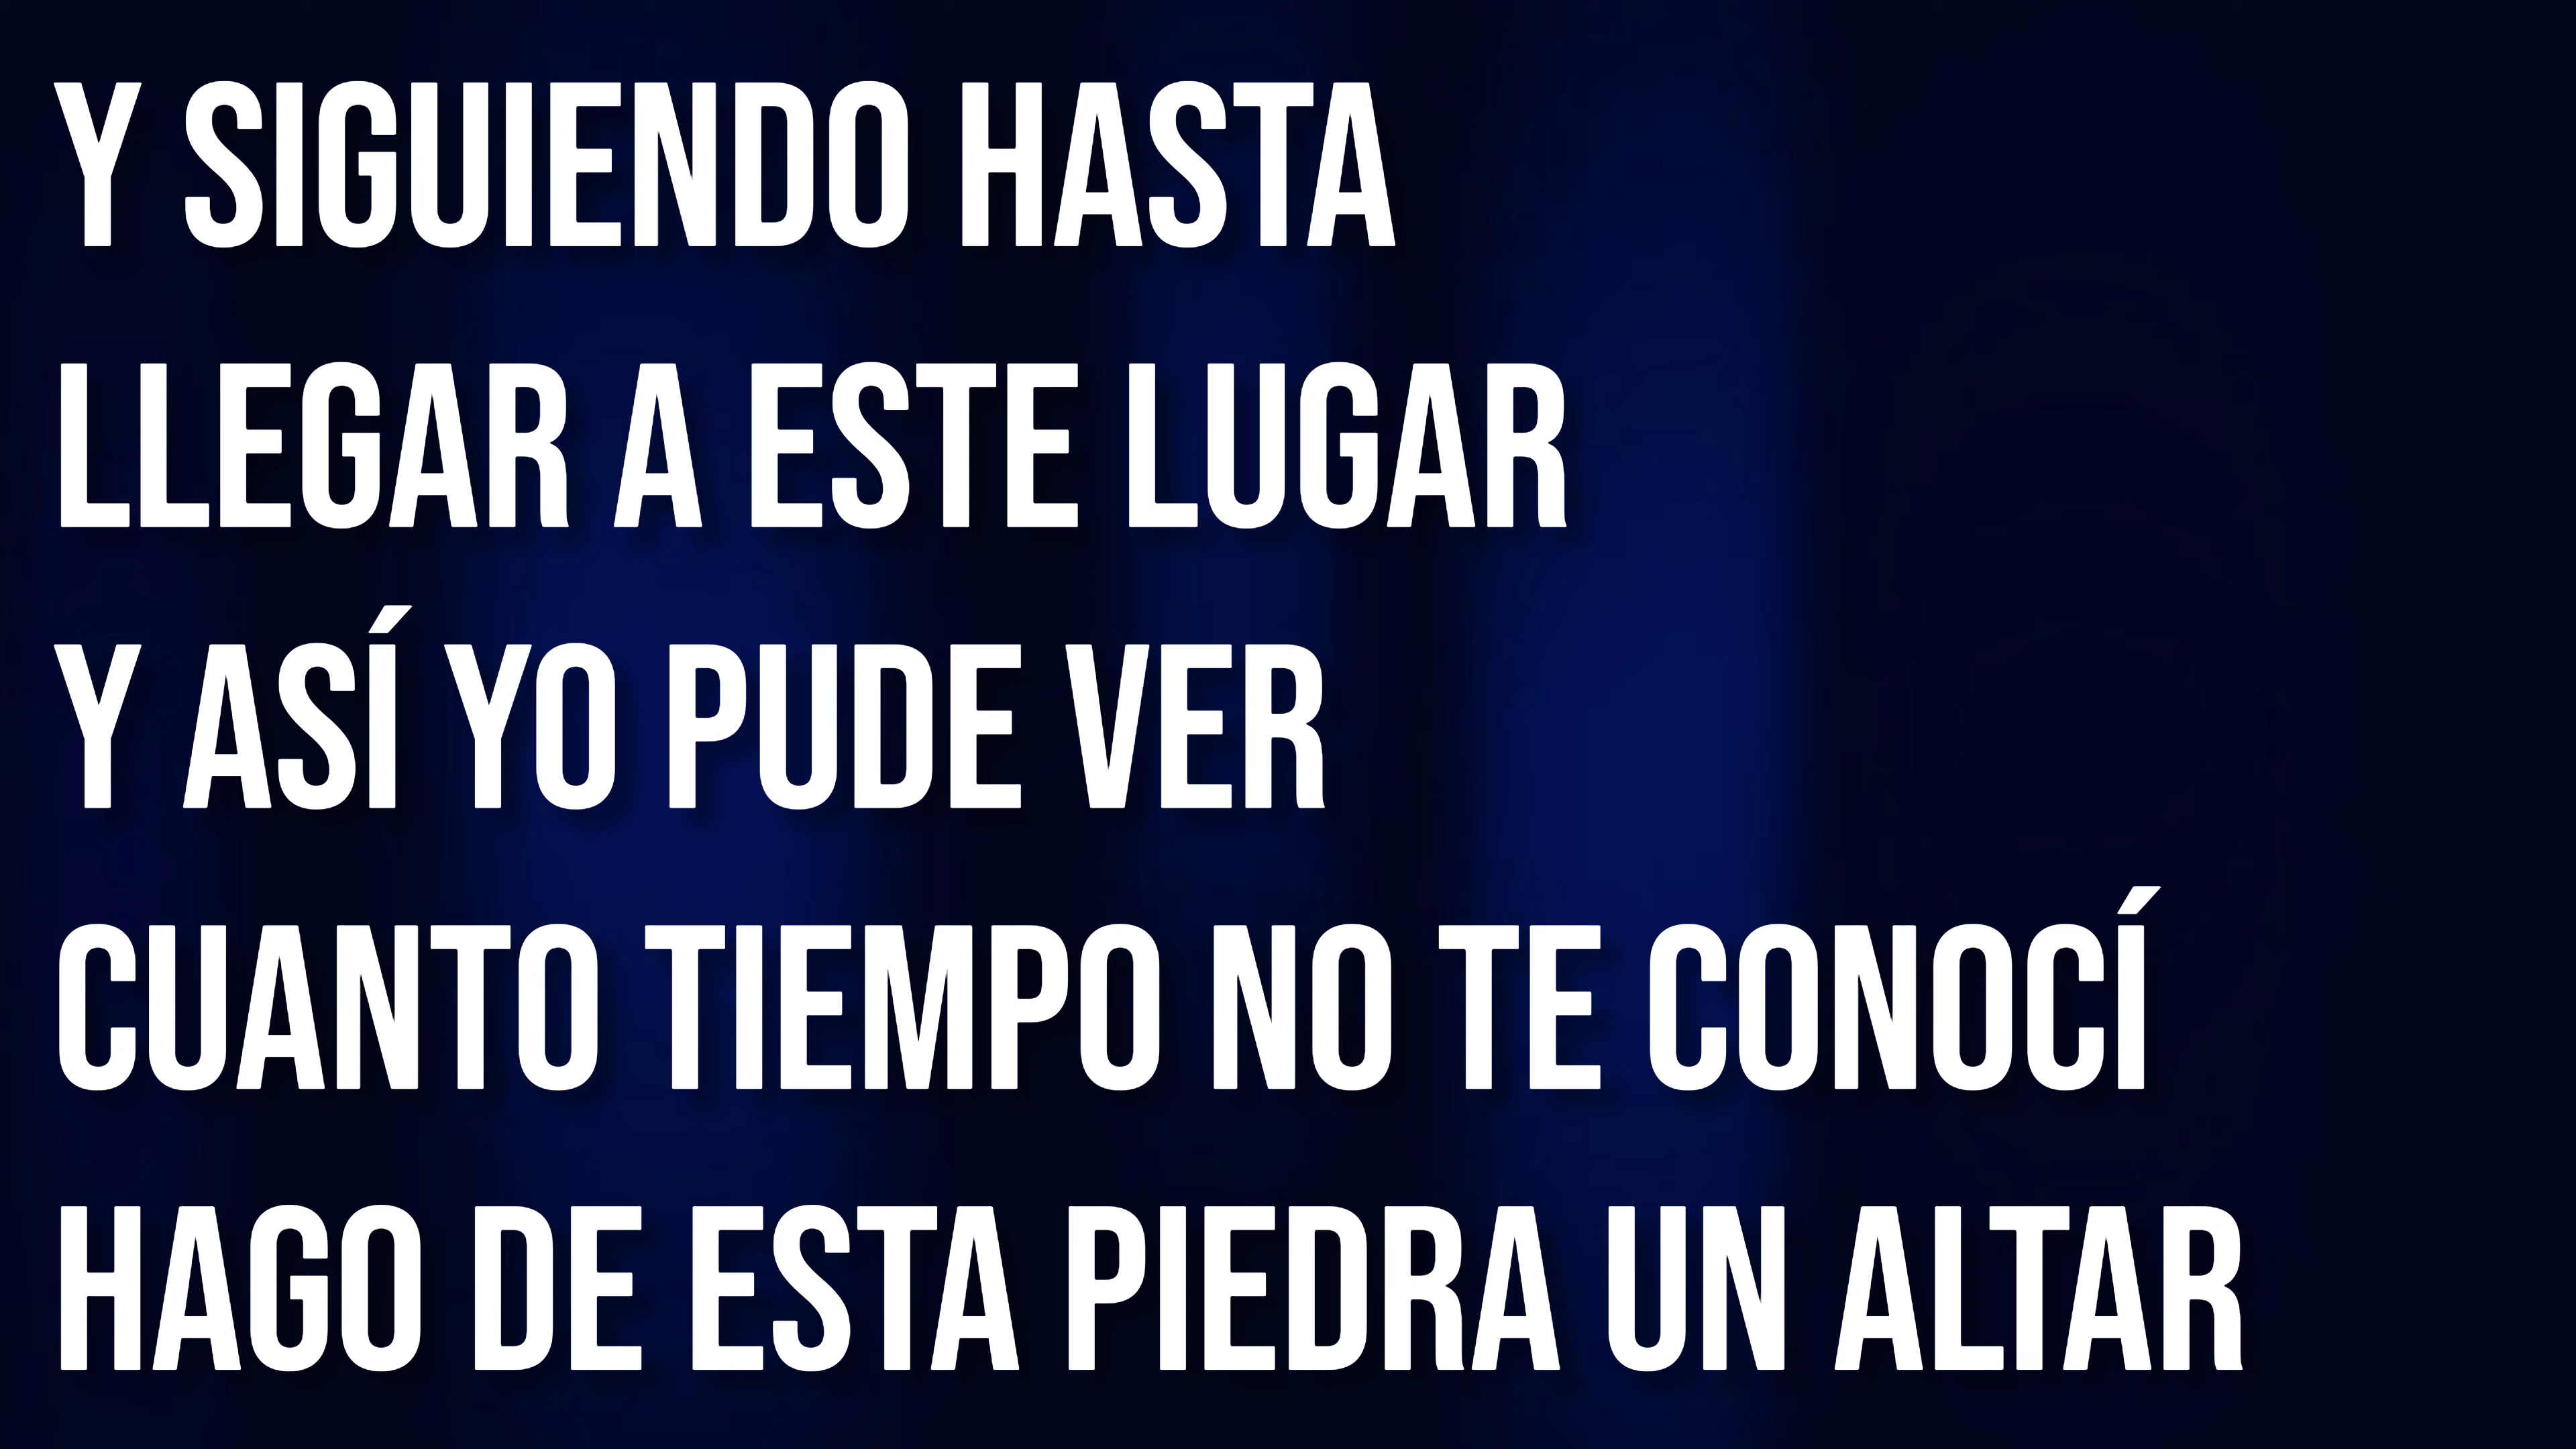 Y SIGUIENDO HASTA
LLEGAR A ESTE LUGAR
Y ASÍ YO PUDE VER
CUANTO TIEMPO NO TE CONOCÍ
HAGO DE ESTA PIEDRA UN ALTAR